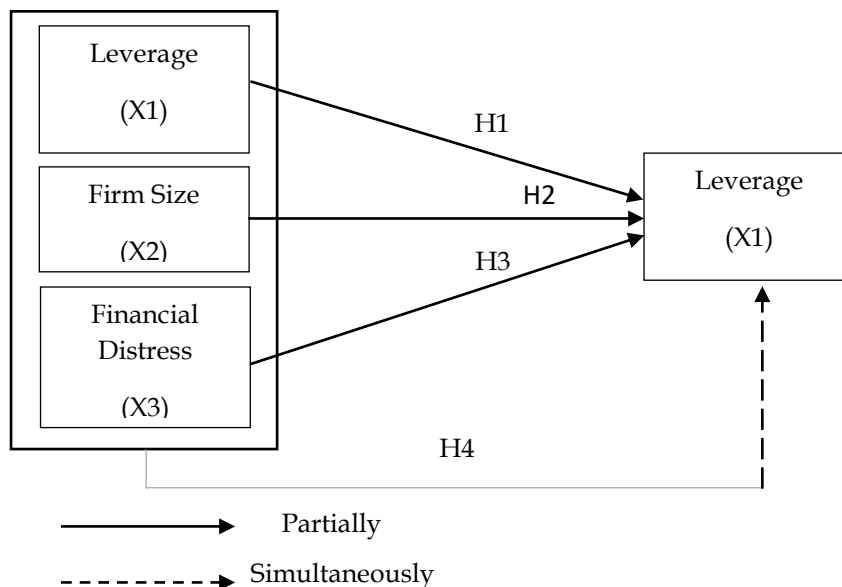 Leverage
(X1)
H1
Leverage
(X1)
Firm Size
(X2)
H2
H3
Financial
Distress
(X3)
H4
Partially
Simultaneously